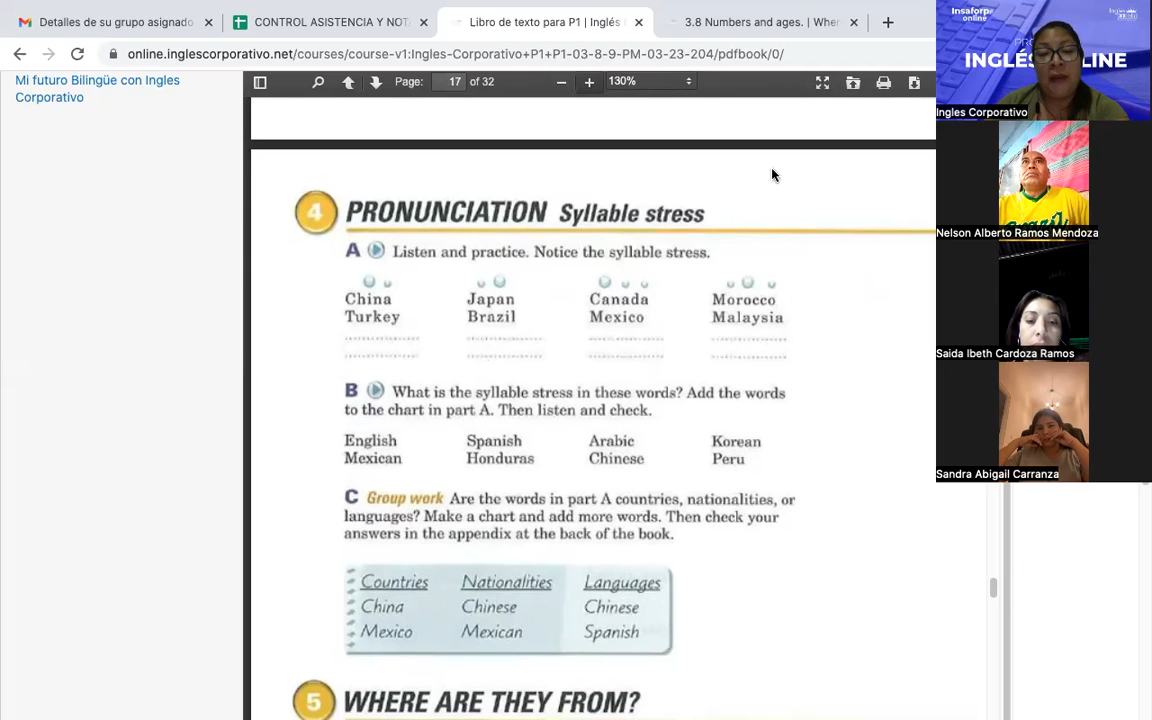 Detalles de su grupo asignado
CONTROL ASISTENCIA Y NOT
Libro de texto para P1 | Inglés
3.8 Numbers and ages. | Wher
online.inglescorporativo.net/courses/course-v1:Ingles-Corporativo+P1+P1-03-8-9-PM-03-23-204/pdfbook/0/
Mi futuro Bilingüe con Ingles
Corporativo
Page: 17 of 32
130%
4 PRONUNCIATION Syllable stress
A Listen and practice. Notice the syllable stress.
China Japan Canada Morocco
Turkey Brazil Mexico Malaysia
B What is the syllable stress in these words? Add the words
to the chart in part A. Then listen and check.
English Spanish Arabic Korean
Mexican Honduras Chinese Peru
C Group work Are the words in part A countries, nationalities, or
languages? Make a chart and add more words. Then check your
answers in the appendix at the back of the book.
Countries Nationalities Languages
China Chinese Chinese
Mexico Mexican Spanish
5 WHERE ARE THEY FROM?
Insaforp
online
INGLÉS ONLINE
Ingles Corporativo
Nelson Alberto Ramos Mendoza
Saida Ibeth Cardoza Ramos
Sandra Abigail Carranza